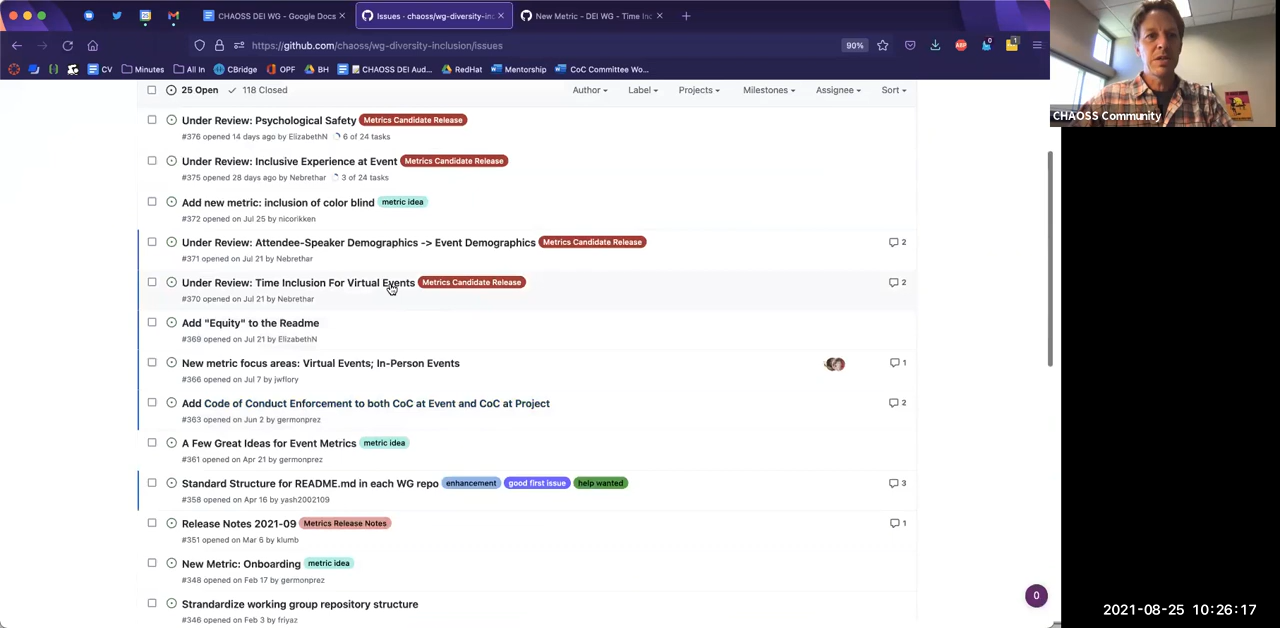 CHAOSS DEI WG - Google Docs
Issues · chaoss/wg-diversity-inc
New Metric - DEI WG - Time Inc
https://github.com/chaoss/wg-diversity-inclusion/issues
90%
CV
Minutes
All In
CBridge
OPF
BH
CHAOSS DEI Aud...
RedHat
Mentorship
CoC Committee Wo...
25 Open 118 Closed
Author Label Projects Milestones Assignee Sort
Under Review: Psychological Safety Metrics Candidate Release
#376 opened 14 days ago by ElizabethN 6 of 24 tasks
Under Review: Inclusive Experience at Event Metrics Candidate Release
#375 opened 28 days ago by Nebrethar 3 of 24 tasks
Add new metric: inclusion of color blind metric idea
#372 opened on Jul 25 by nicorikken
Under Review: Attendee-Speaker Demographics -> Event Demographics Metrics Candidate Release 2
#371 opened on Jul 21 by Nebrethar
Under Review: Time Inclusion For Virtual Events Metrics Candidate Release 2
#370 opened on Jul 21 by Nebrethar
Add "Equity" to the Readme
#369 opened on Jul 21 by ElizabethN
New metric focus areas: Virtual Events; In-Person Events 1
#366 opened on Jul 7 by jwflory
Add Code of Conduct Enforcement to both CoC at Event and CoC at Project 2
#363 opened on Jun 2 by germonprez
A Few Great Ideas for Event Metrics metric idea
#361 opened on Apr 21 by germonprez
Standard Structure for README.md in each WG repo enhancement good first issue help wanted 3
#358 opened on Apr 16 by yash2002109
Release Notes 2021-09 Metrics Release Notes 1
#351 opened on Mar 6 by klumb
New Metric: Onboarding metric idea
#348 opened on Feb 17 by germonprez
Strandardize working group repository structure
#346 opened on Feb 3 by friyaz
0
CHAOSS Community
2021-08-25 10:26:17